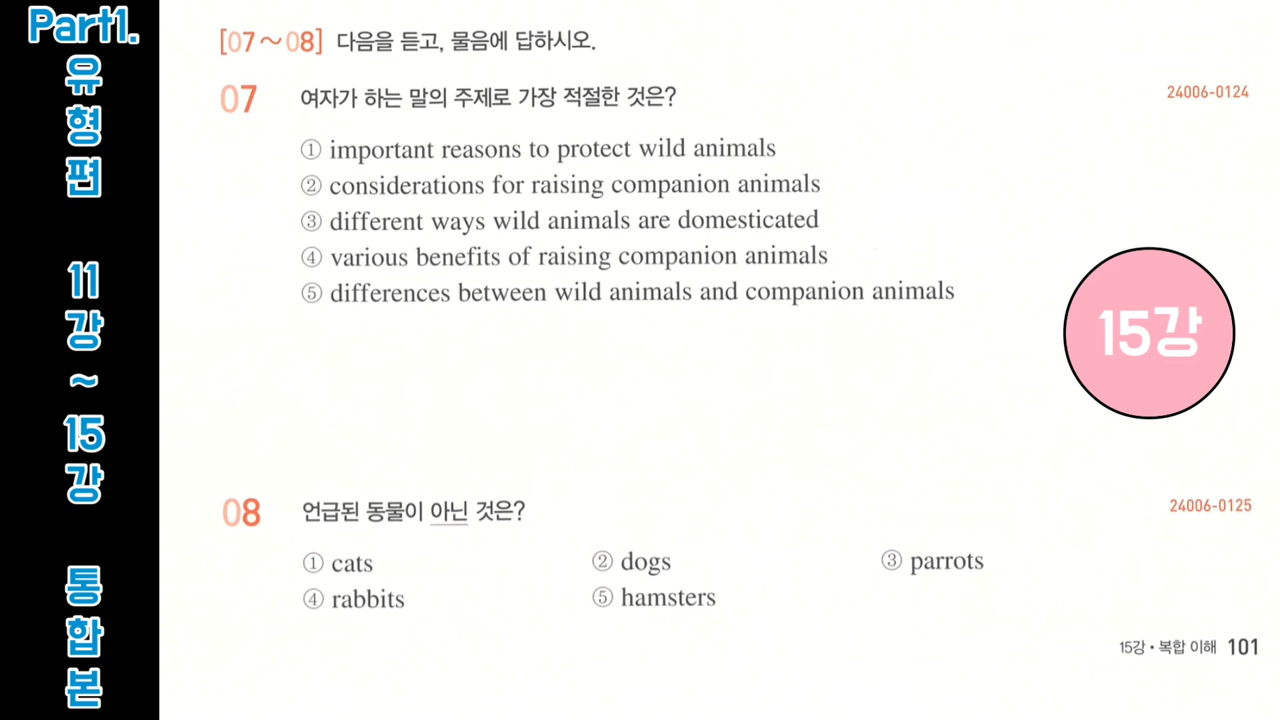 Part1.
유
형
편
11
강
~
15
강
통
합
본
[07~08] 다음을 듣고, 물음에 답하시오.
07 여자가 하는 말의 주제로 가장 적절한 것은? 24006-0124
① important reasons to protect wild animals
② considerations for raising companion animals
③ different ways wild animals are domesticated
④ various benefits of raising companion animals
⑤ differences between wild animals and companion animals
15강
08 언급된 동물이 아닌 것은? 24006-0125
① cats ② dogs ③ parrots
④ rabbits ⑤ hamsters
15강 • 복합 이해 101